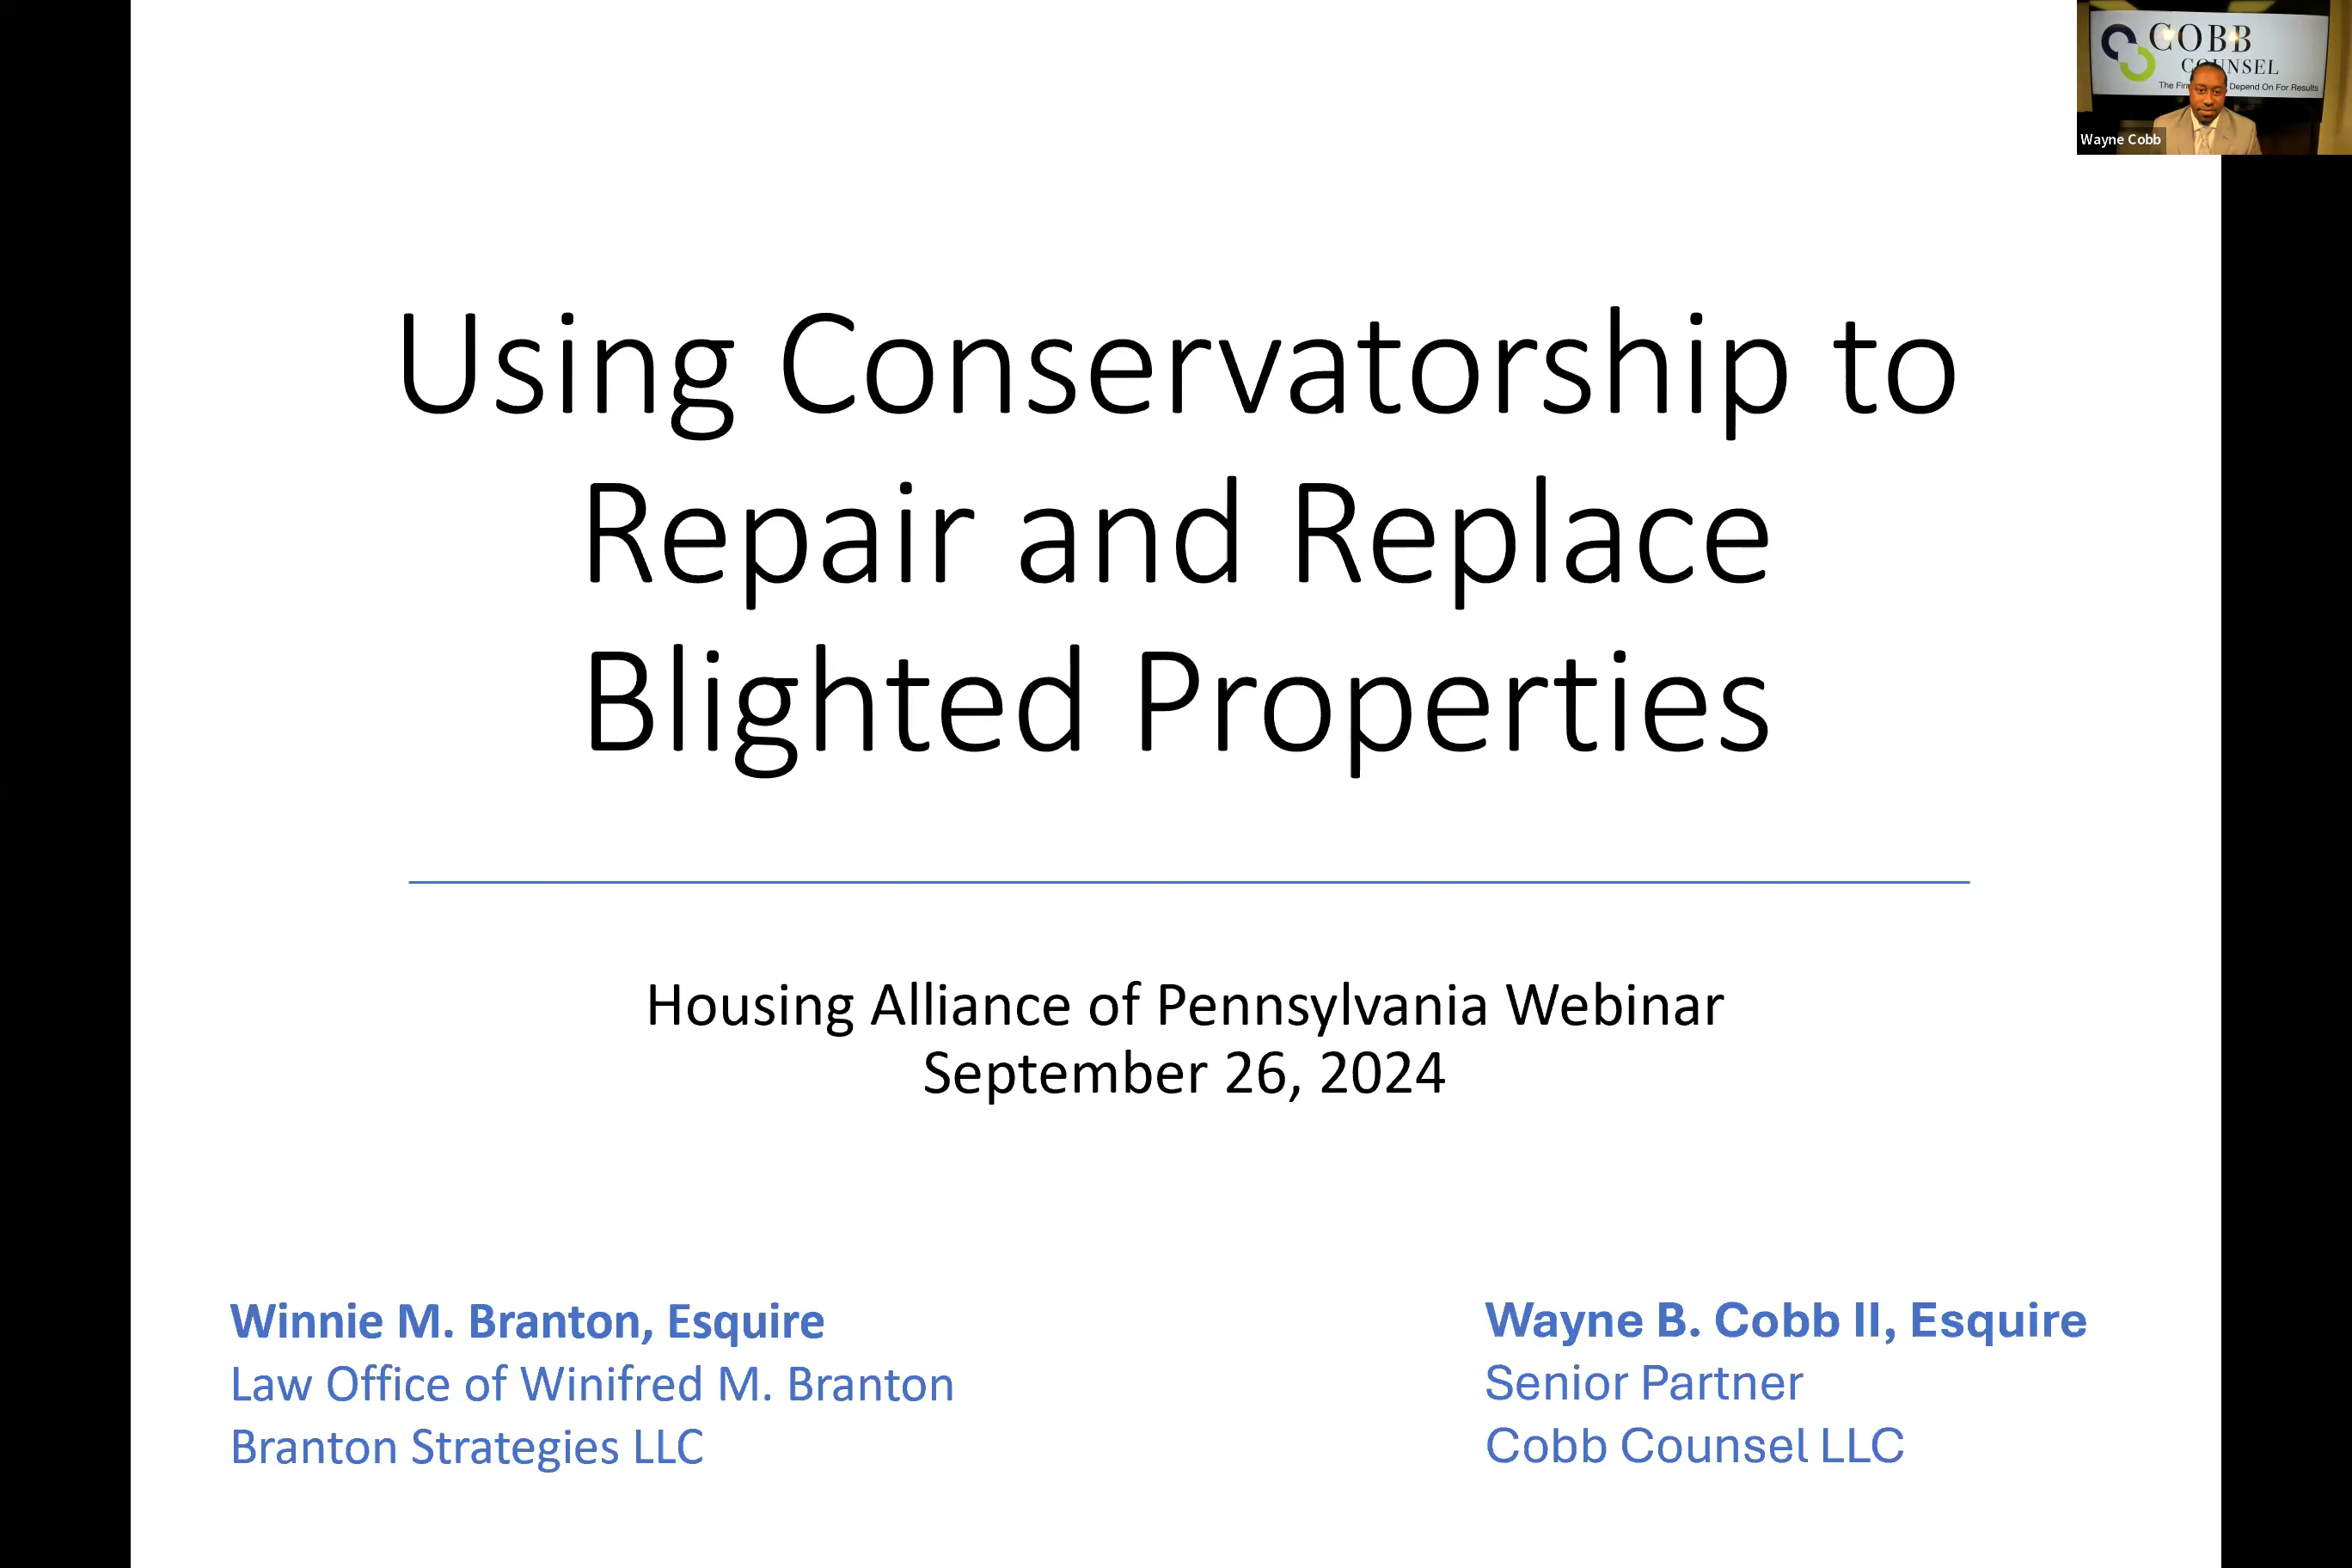 Using Conservatorship to
Repair and Replace
Blighted Properties
Housing Alliance of Pennsylvania Webinar
September 26, 2024
Winnie M. Branton, Esquire
Law Office of Winifred M. Branton
Branton Strategies LLC
Wayne B. Cobb II, Esquire
Senior Partner
Cobb Counsel LLC
COBB
COUNSEL
The Depend On For Results
Wayne Cobb